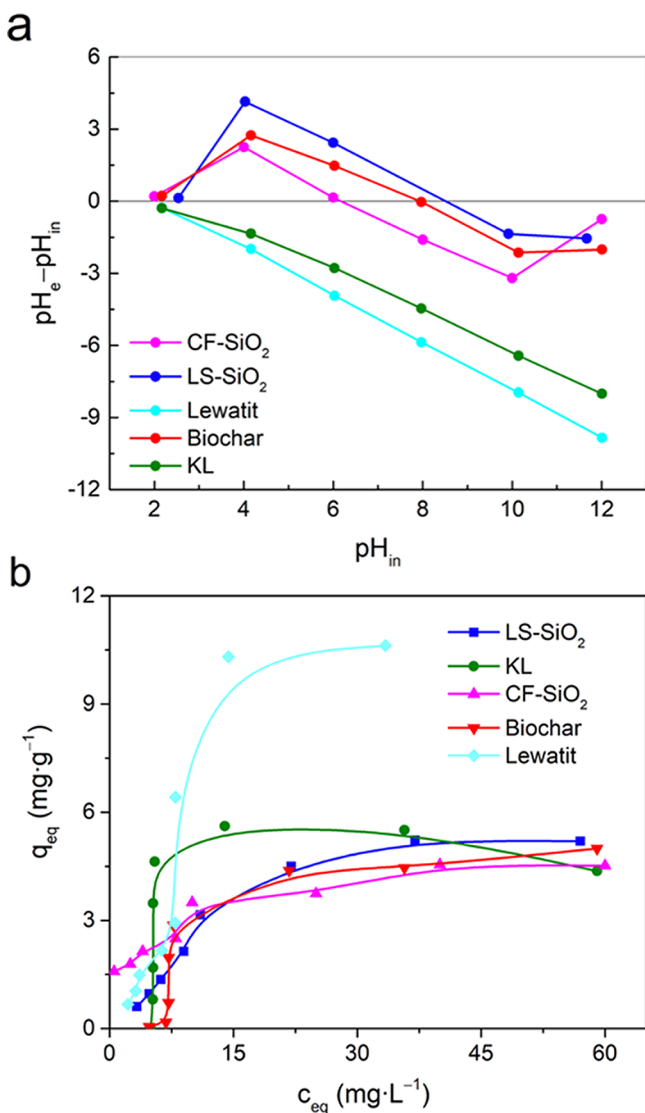 a
6
3
0
-3
-6
-9
-12
pHₑ−pHᵢₙ
CF-SiO₂
LS-SiO₂
Lewatit
Biochar
KL
2 4 6 8 10 12
pHᵢₙ
b
12
9
6
3
0
q_eq (mg·g⁻¹)
LS-SiO₂
KL
CF-SiO₂
Biochar
Lewatit
0 15 30 45 60
c_eq (mg·L⁻¹)